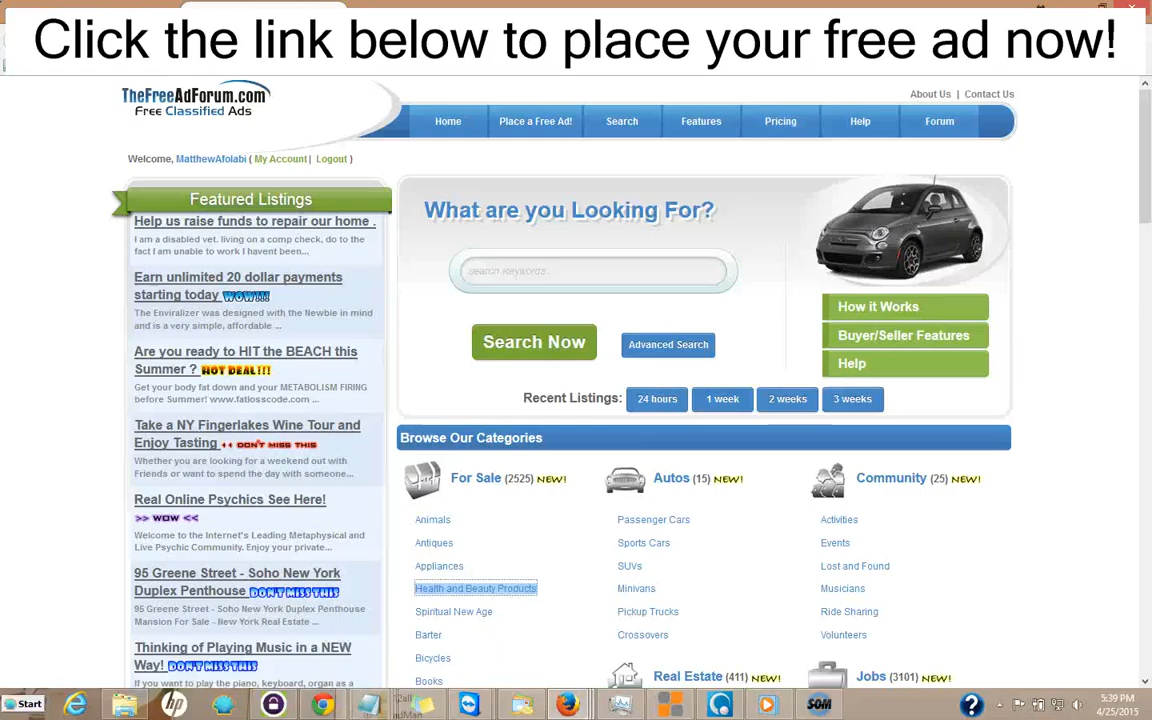 Click the link below to place your free ad now!
TheFreeAdForum.com
Free Classified Ads
About Us | Contact Us
Home Place a Free Ad! Search Features Pricing Help Forum
Welcome, MatthewAfolabi ( My Account | Logout )
Featured Listings
Help us raise funds to repair our home .
I am a disabled vet. living on a comp check, do to the
fact I am unable to work I havent been...
Earn unlimited 20 dollar payments
starting today WOW!!!
The Enviralizer was designed with the Newbie in mind
and is a very simple, affordable ...
Are you ready to HIT the BEACH this
Summer ? HOT DEAL!!!
Get your body fat down and your METABOLISM FIRING
before Summer! www.fatlosscode.com ...
Take a NY Fingerlakes Wine Tour and
Enjoy Tasting DON'T MISS THIS
Whether you are looking for a weekend out with
Friends or want to spend the day with someone...
Real Online Psychics See Here!
>> WOW <<
Welcome to the Internet's Leading Metaphysical and
Live Psychic Community. Enjoy your private...
95 Greene Street - Soho New York
Duplex Penthouse DON'T MISS THIS
95 Greene Street - Soho New York Duplex Penthouse
Mansion For Sale - New York Real Estate ...
Thinking of Playing Music in a NEW
Way! DON'T MISS THIS
If you want to play the piano, keyboard, organ as
What are you Looking For?
search keywords...
Search Now Advanced Search
How it Works
Buyer/Seller Features
Help
Recent Listings: 24 hours 1 week 2 weeks 3 weeks
Browse Our Categories
For Sale (2525) NEW!
Animals
Antiques
Appliances
Health and Beauty Products
Spiritual New Age
Barter
Bicycles
Books
Autos (15) NEW!
Passenger Cars
Sports Cars
SUVs
Minivans
Pickup Trucks
Crossovers
Real Estate (411) NEW!
Community (25) NEW!
Activities
Events
Lost and Found
Musicians
Ride Sharing
Volunteers
Jobs (3101) NEW!
Start
hp
SOM
5:39 PM
4/25/2015